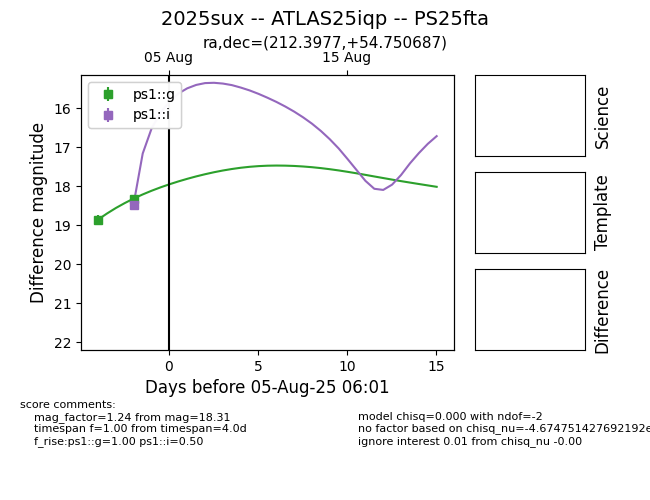 2025sux -- ATLAS25iqp -- PS25fta
ra,dec=(212.3977,+54.750687)
05 Aug
15 Aug
ps1::g
ps1::i
16
17
18
19
20
21
22
Difference magnitude
0
5
10
15
Days before 05-Aug-25 06:01
Science
Template
Difference
score comments:
mag_factor=1.24 from mag=18.31
timespan f=1.00 from timespan=4.0d
f_rise:ps1::g=1.00 ps1::i=0.50
model chisq=0.000 with ndof=-2
no factor based on chisq_nu=-4.674751427692192e
ignore interest 0.01 from chisq_nu -0.00